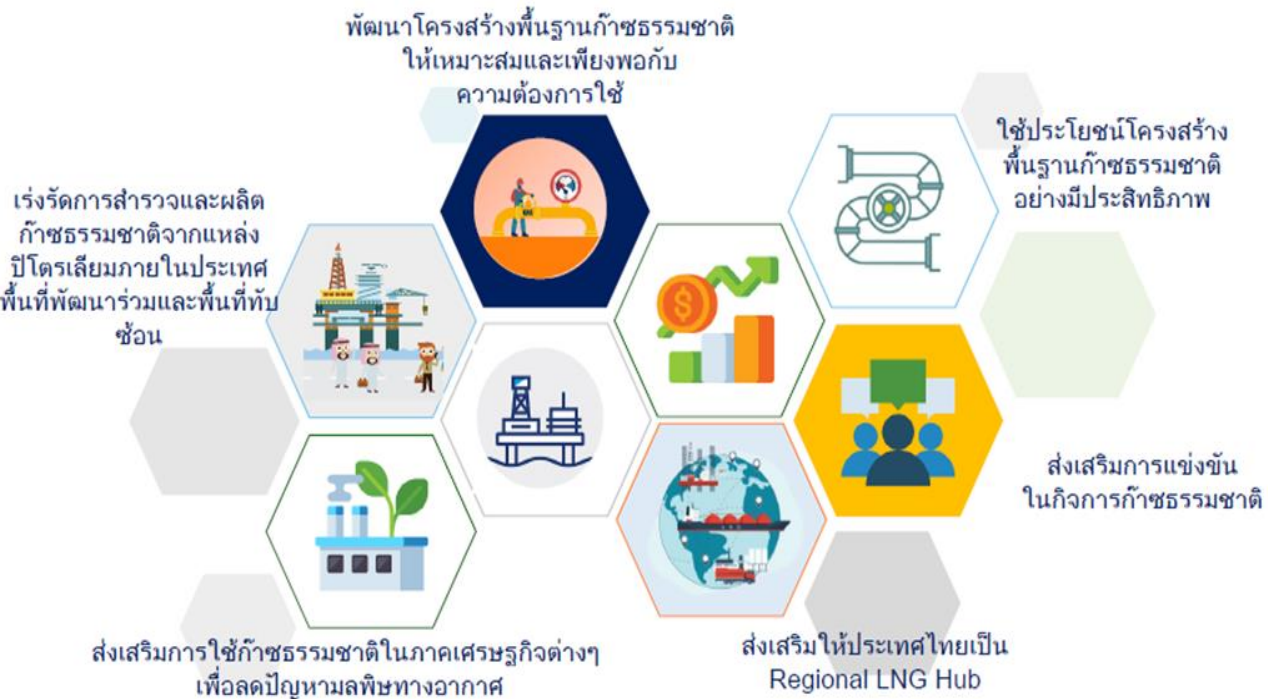 พัฒนาโครงสร้างพื้นฐานก๊าซธรรมชาติ
ให้เหมาะสมและเพียงพอกับ
ความต้องการใช้
ใช้ประโยชน์โครงสร้าง
พื้นฐานก๊าซธรรมชาติ
อย่างมีประสิทธิภาพ
เร่งรัดการสำรวจและผลิต
ก๊าซธรรมชาติจากแหล่ง
ปิโตรเลียมภายในประเทศ
พื้นที่พัฒนาร่วมและพื้นที่ทับ
ซ้อน
ส่งเสริมการแข่งขัน
ในกิจการก๊าซธรรมชาติ
ส่งเสริมการใช้ก๊าซธรรมชาติในภาคเศรษฐกิจต่างๆ
เพื่อลดปัญหามลพิษทางอากาศ
ส่งเสริมให้ประเทศไทยเป็น
Regional LNG Hub